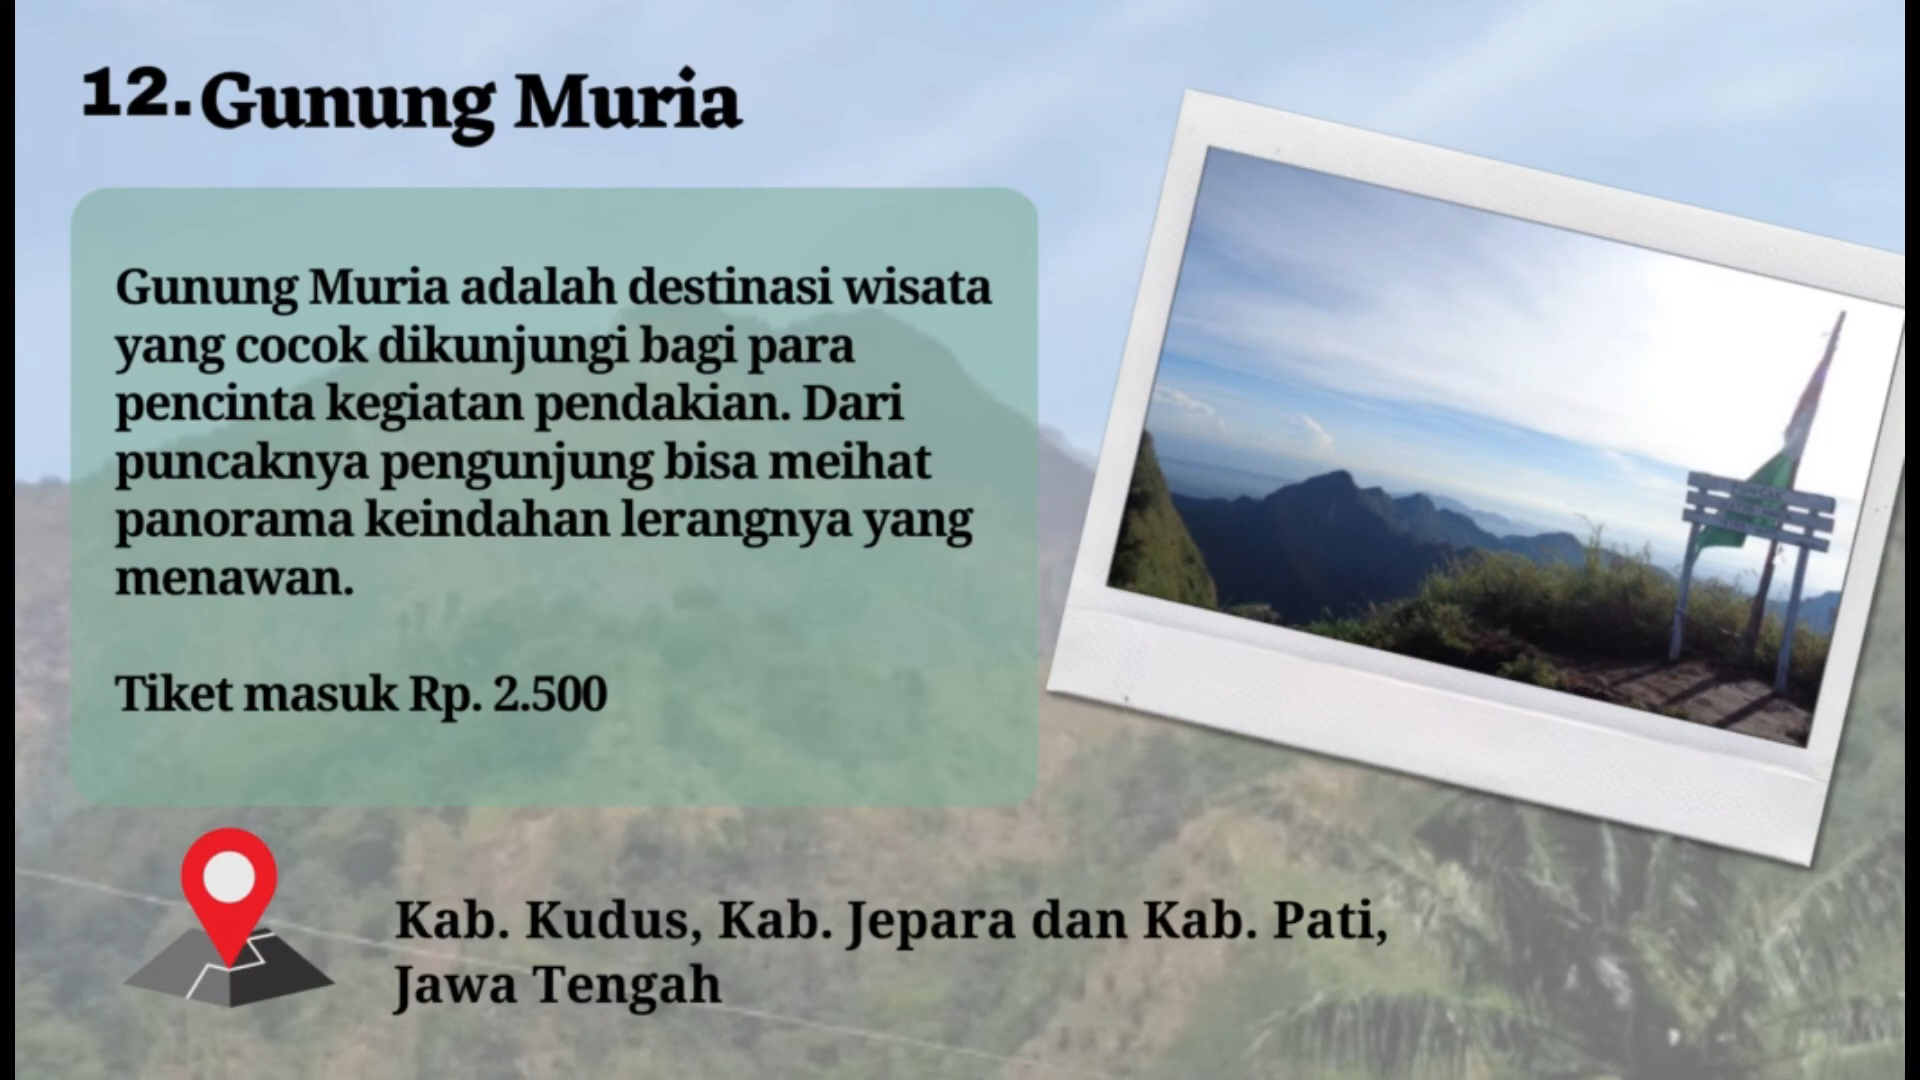 12. Gunung Muria
Gunung Muria adalah destinasi wisata
yang cocok dikunjungi bagi para
pencinta kegiatan pendakian. Dari
puncaknya pengunjung bisa meihat
panorama keindahan lerangnya yang
menawan.
Tiket masuk Rp. 2.500
Kab. Kudus, Kab. Jepara dan Kab. Pati,
Jawa Tengah